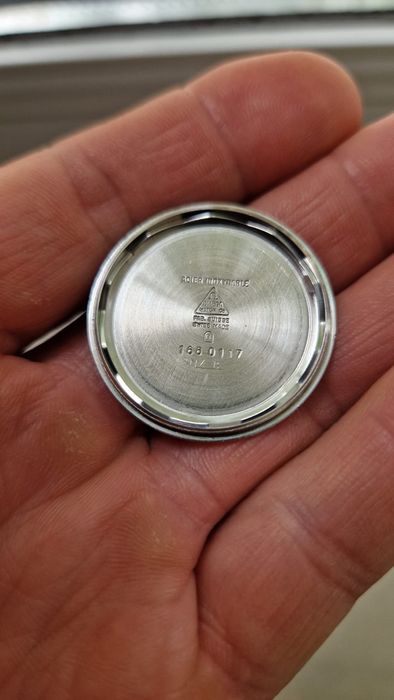 ACIER INOXYDABLE
FAB. SUISSE
SWISS MADE
166.0117